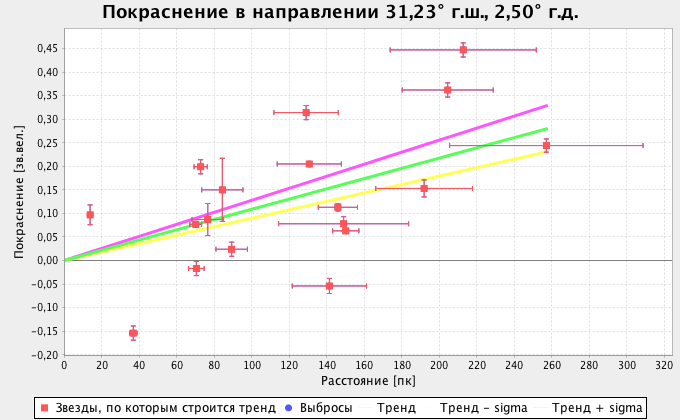 Покраснение в направлении 31,23° г.ш., 2,50° г.д.
Покраснение [зв.вел.]
0,45
0,40
0,35
0,30
0,25
0,20
0,15
0,10
0,05
0,00
-0,05
-0,10
-0,15
-0,20
0 20 40 60 80 100 120 140 160 180 200 220 240 260 280 300 320
Расстояние [пк]
Звезды, по которым строится тренд Выбросы Тренд Тренд - sigma Тренд + sigma